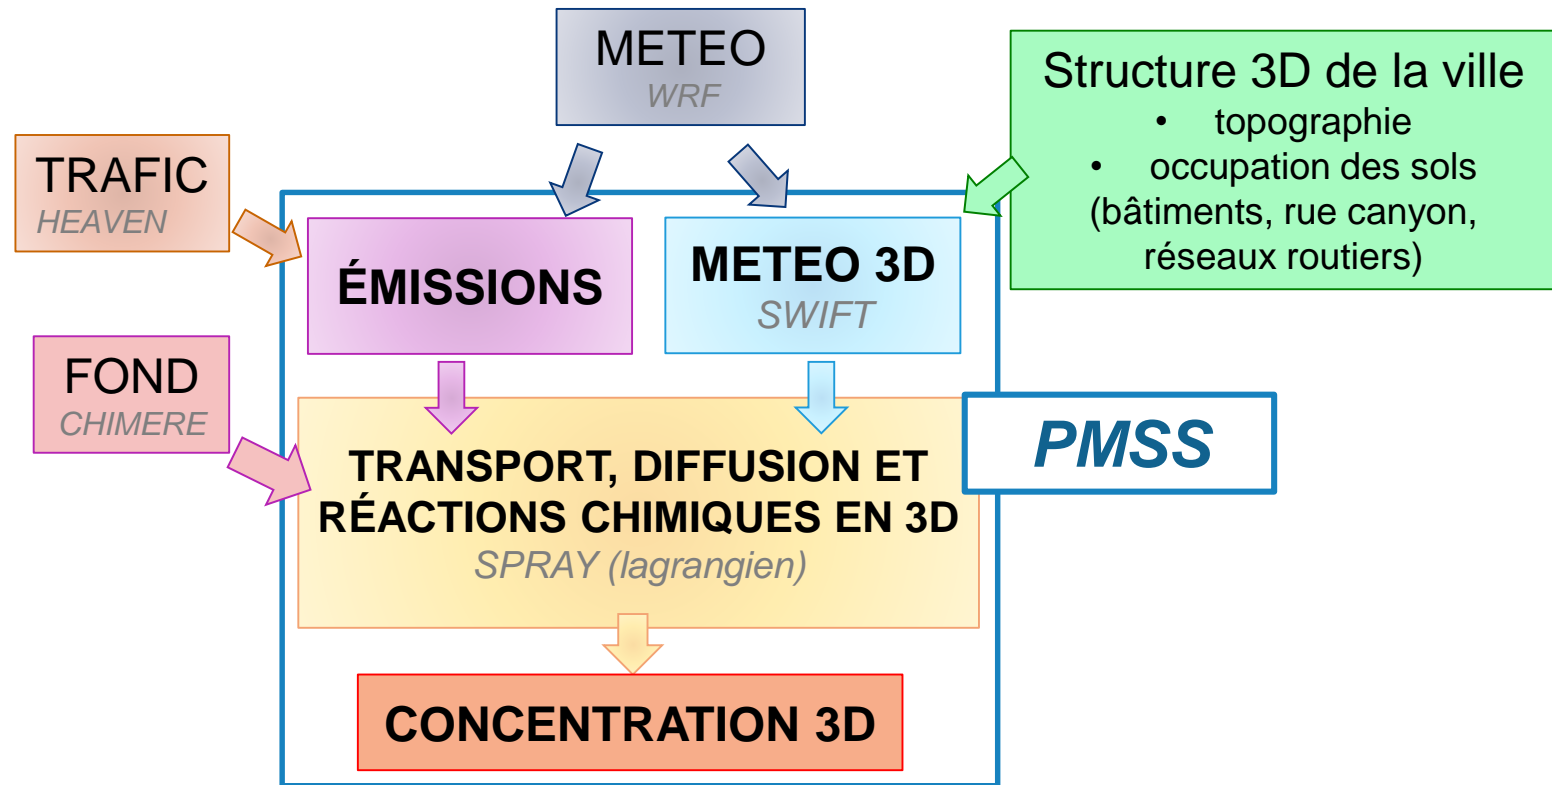 METEO
WRF
Structure 3D de la ville
• topographie
• occupation des sols
(bâtiments, rue canyon,
réseaux routiers)
TRAFIC
HEAVEN
ÉMISSIONS
METEO 3D
SWIFT
FOND
CHIMERE
PMSS
TRANSPORT, DIFFUSION ET
RÉACTIONS CHIMIQUES EN 3D
SPRAY (lagrangien)
CONCENTRATION 3D